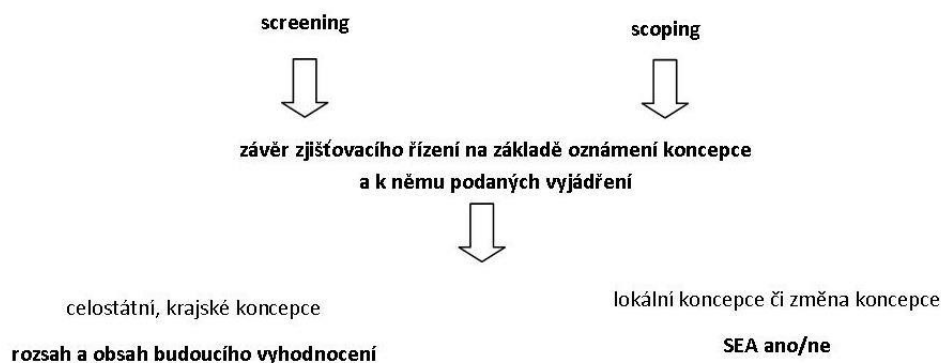 screening
scoping
závěr zjišťovacího řízení na základě oznámení koncepce
a k němu podaných vyjádření
celostátní, krajské koncepce
lokální koncepce či změna koncepce
rozsah a obsah budoucího vyhodnocení
SEA ano/ne